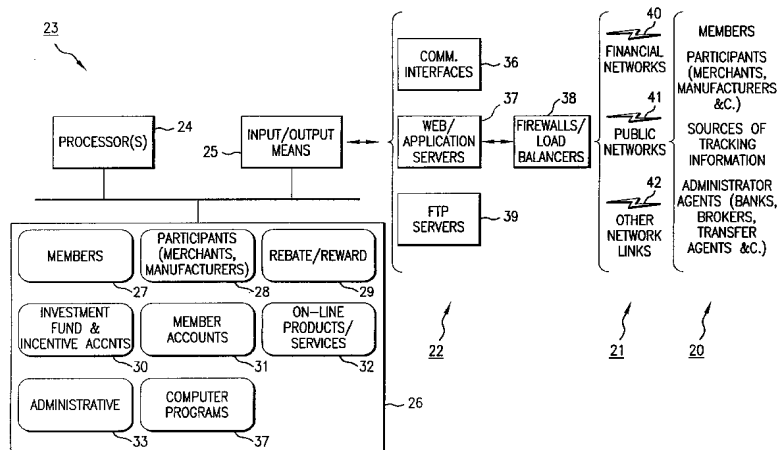 23
24
PROCESSOR(S)
25
INPUT/OUTPUT
MEANS
MEMBERS
27
PARTICIPANTS
(MERCHANTS,
MANUFACTURERS)
28
REBATE/REWARD
29
INVESTMENT
FUND &
INCENTIVE ACCNTS
30
MEMBER
ACCOUNTS
31
ON-LINE
PRODUCTS/
SERVICES
32
ADMINISTRATIVE
33
COMPUTER
PROGRAMS
37
26
COMM.
INTERFACES
36
WEB/
APPLICATION
SERVERS
37
FIREWALLS/
LOAD
BALANCERS
38
FTP
SERVERS
39
22
40
FINANCIAL
NETWORKS
41
PUBLIC
NETWORKS
42
OTHER
NETWORK
LINKS
21
MEMBERS
PARTICIPANTS
(MERCHANTS,
MANUFACTURERS
&C.)
SOURCES OF
TRACKING
INFORMATION
ADMINISTRATOR
AGENTS (BANKS,
BROKERS,
TRANSFER
AGENTS &C.)
20